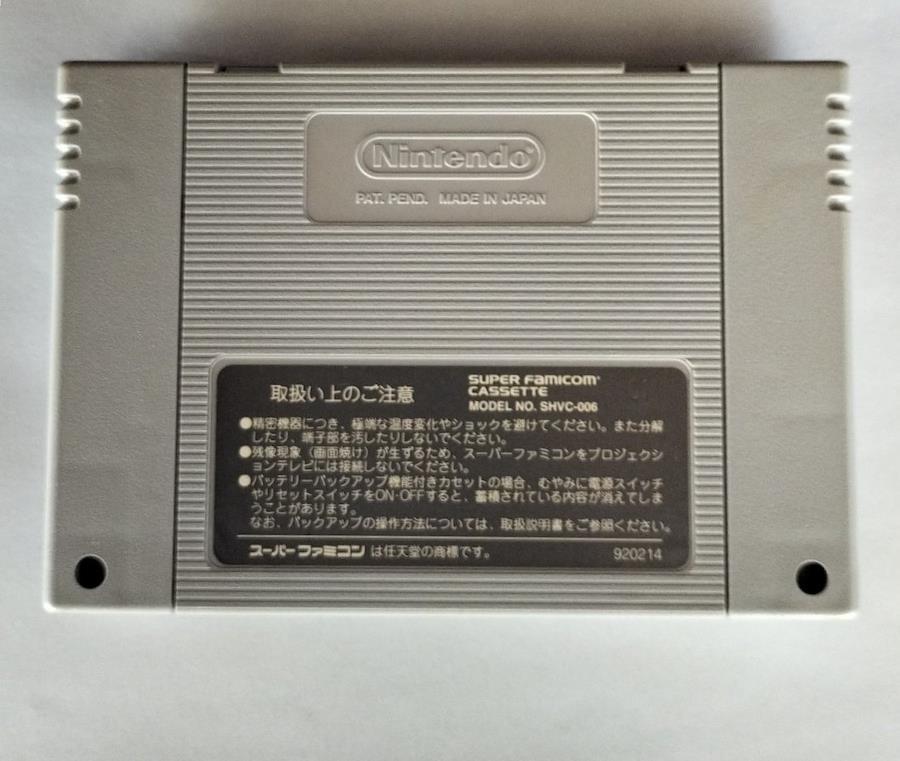 Nintendo®
PAT. PEND. MADE IN JAPAN
取扱い上のご注意
SUPER FAMICOM
CASSETTE
MODEL NO. SHVC-006
●精密機器につき、極端な温度変化やショックを避けてください。また分解
したり、端子部を汚したりしないでください。
●残像現象（画面焼け）が生ずるため、スーパーファミコンをプロジェクシ
ョンテレビには接続しないでください。
●バッテリーバックアップ機能付きカセットの場合、むやみに電源スイッチ
やリセットスイッチをON・OFFすると、蓄積されている内容が消えてしま
うことがあります。
なお、バックアップの操作方法については、取扱説明書をご参照ください。
スーパーファミコンは任天堂の商標です。
920214